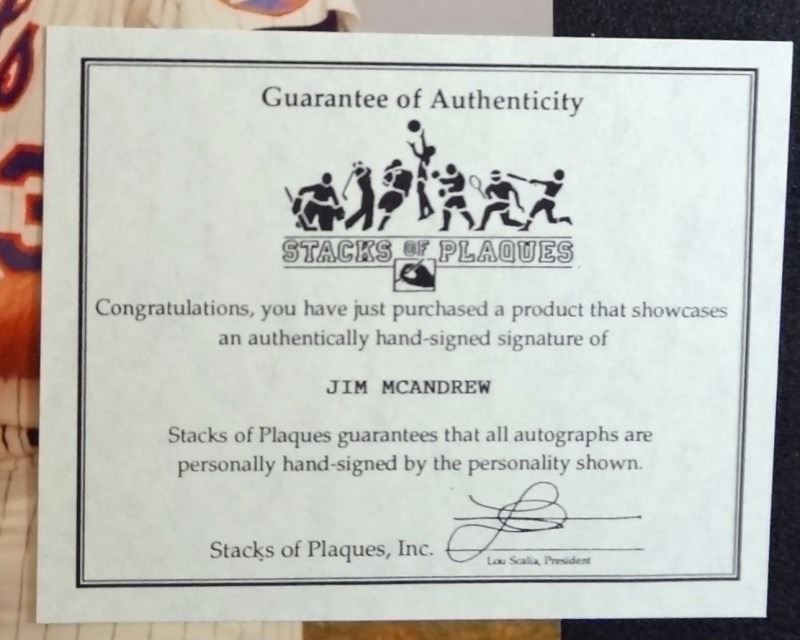 Guarantee of Authenticity
STACKS OF PLAQUES
Congratulations, you have just purchased a product that showcases
an authentically hand-signed signature of
JIM MCANDREW
Stacks of Plaques guarantees that all autographs are
personally hand-signed by the personality shown.
Stacks of Plaques, Inc.
Lou Scalia, President